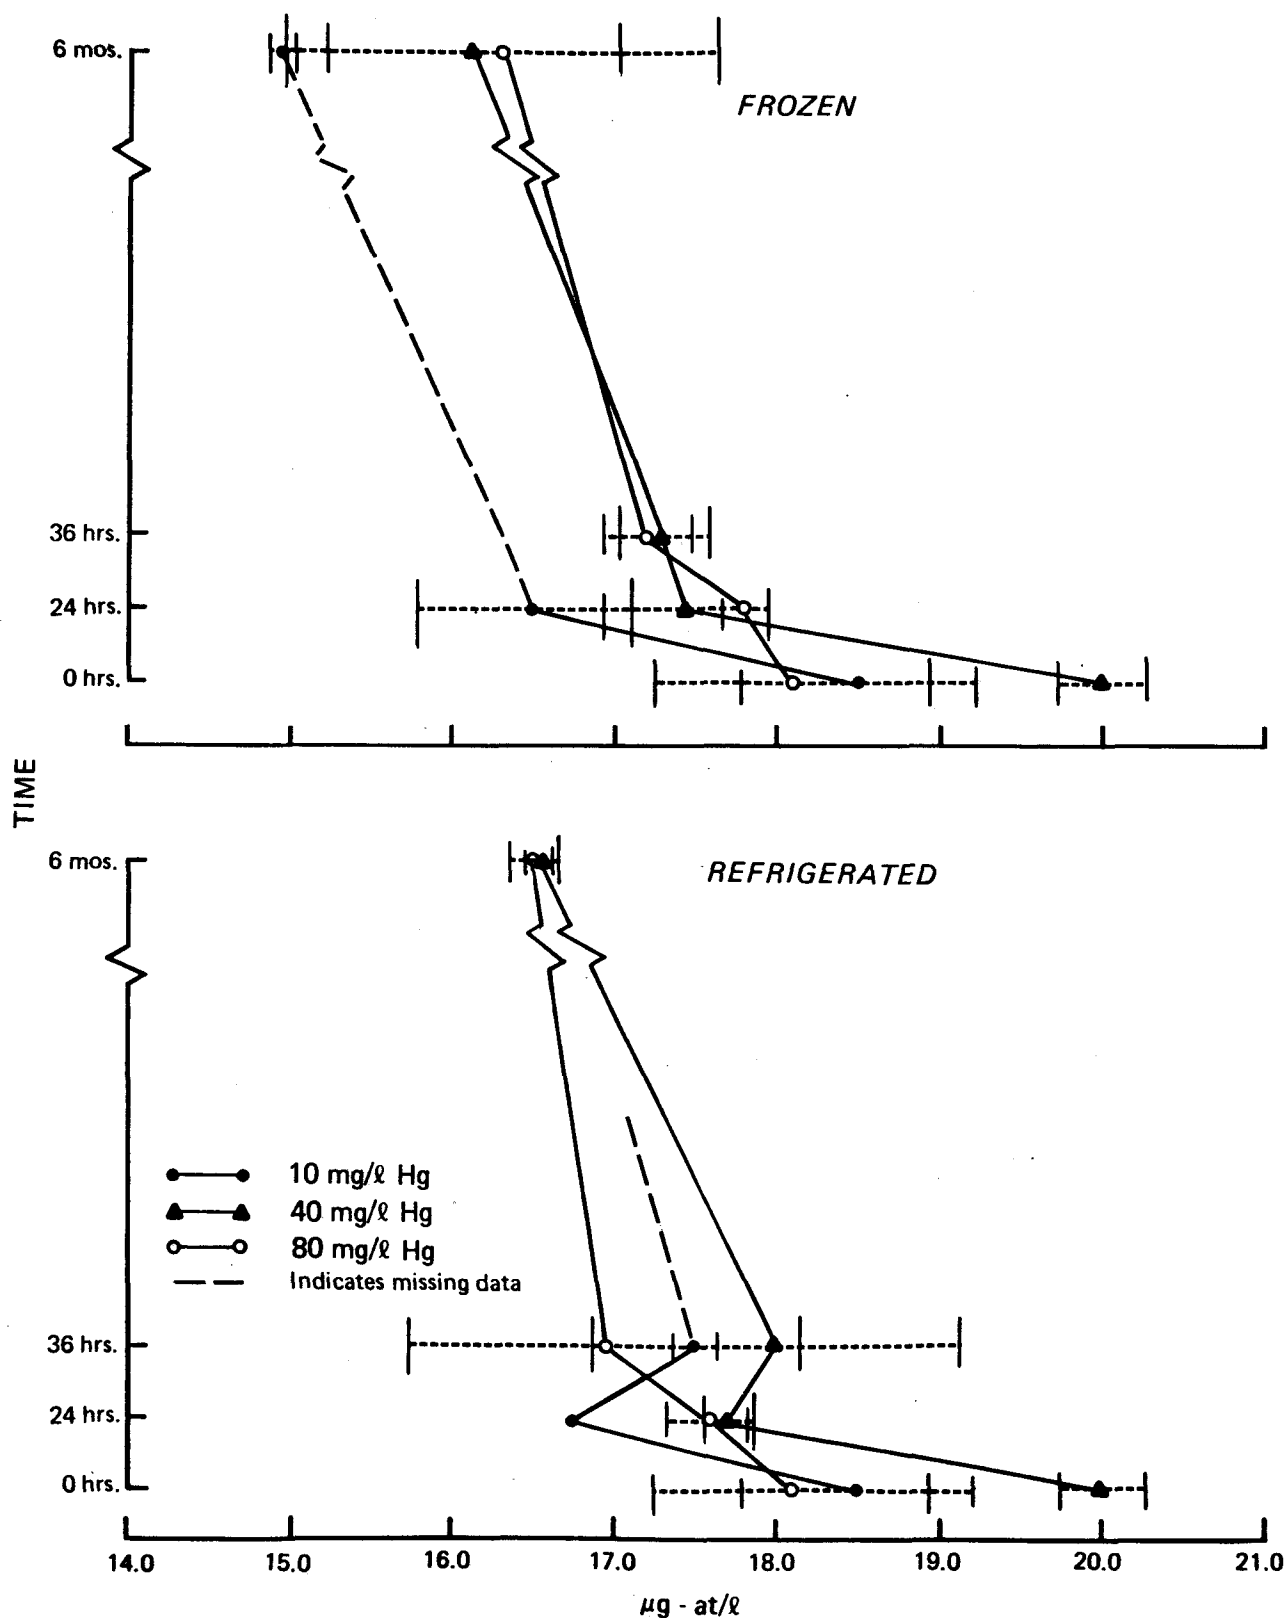 6 mos.
FROZEN
36 hrs.
24 hrs.
0 hrs.
TIME
6 mos.
REFRIGERATED
10 mg/ℓ Hg
40 mg/ℓ Hg
80 mg/ℓ Hg
Indicates missing data
36 hrs.
24 hrs.
0 hrs.
14.0 15.0 16.0 17.0 18.0 19.0 20.0 21.0
μg - at/ℓ